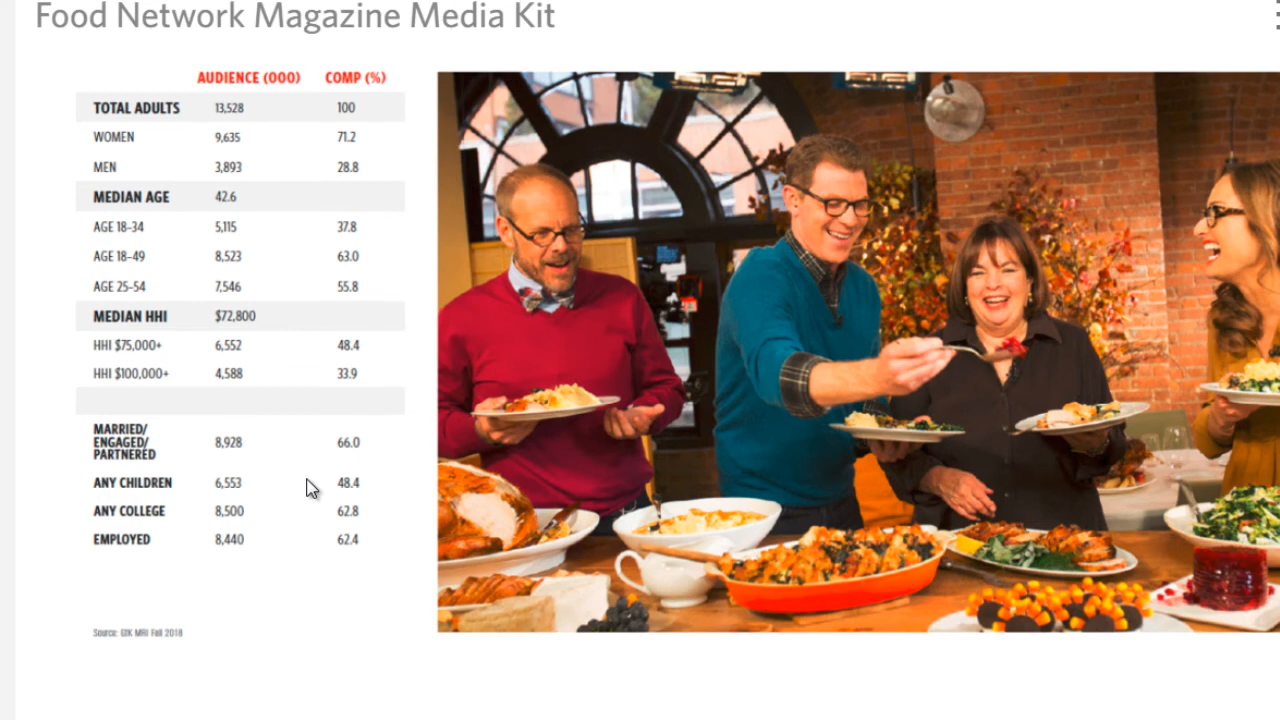 Food Network Magazine Media Kit
AUDIENCE (000) COMP (%)
TOTAL ADULTS 13,528 100
WOMEN 9,635 71.2
MEN 3,893 28.8
MEDIAN AGE 42.6
AGE 18-34 5,115 37.8
AGE 18-49 8,523 63.0
AGE 25-54 7,546 55.8
MEDIAN HHI $72,800
HHI $75,000+ 6,552 48.4
HHI $100,000+ 4,588 33.9
MARRIED/
ENGAGED/
PARTNERED 8,928 66.0
ANY CHILDREN 6,553 48.4
ANY COLLEGE 8,500 62.8
EMPLOYED 8,440 62.4
Source: GfK MRI Fall 2018